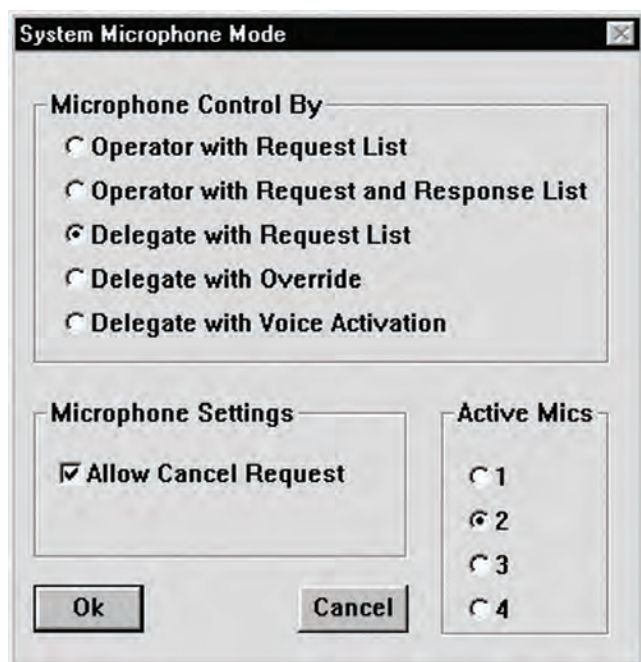 System Microphone Mode
Microphone Control By
Operator with Request List
Operator with Request and Response List
Delegate with Request List
Delegate with Override
Delegate with Voice Activation
Microphone Settings
Allow Cancel Request
Active Mics
1
2
3
4
Ok
Cancel